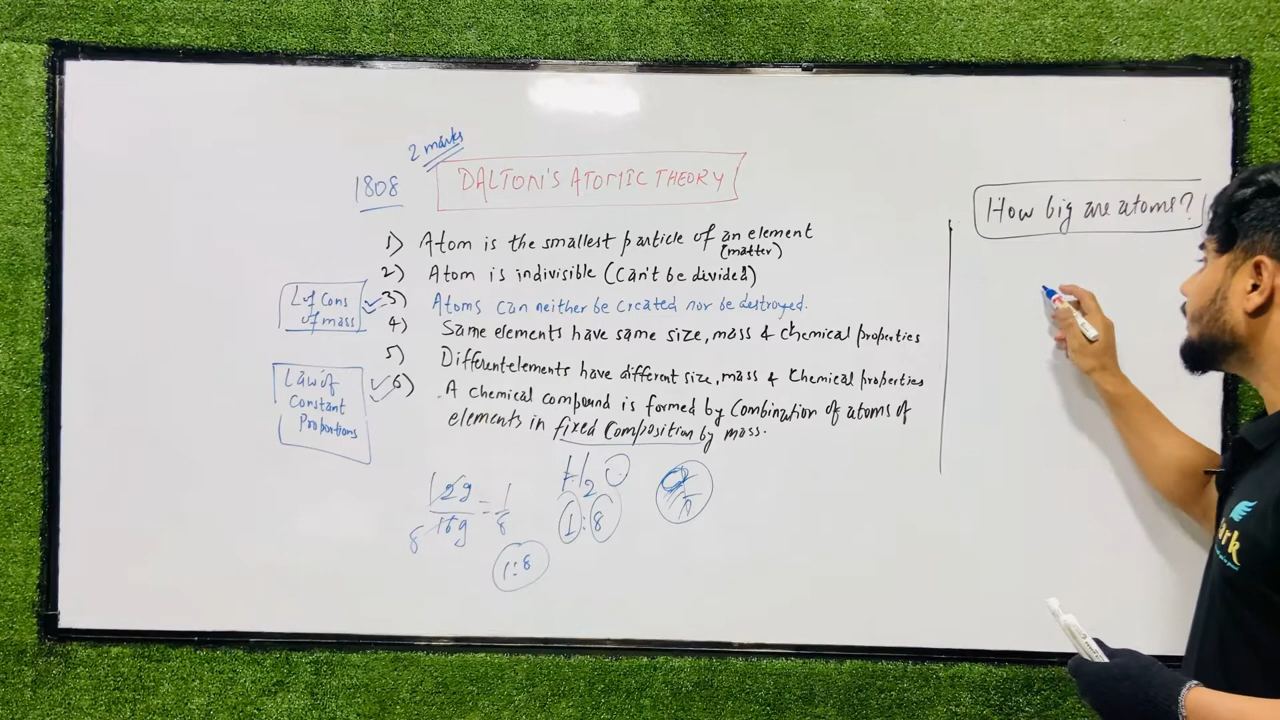 2 marks
1808
DALTON'S ATOMIC THEORY
1) Atom is the smallest particle of an element
(matter)
2) Atom is indivisible (Can't be divided)
L of Cons
of mass
3) Atoms can neither be created nor be destroyed.
4) Same elements have same size, mass & Chemical properties
5) Different elements have different size, mass & Chemical properties
Law of
Constant
Proportions
6) A chemical compound is formed by Combination of atoms of
elements in fixed Composition by mass.
H2O
1:8
8
= 1/8
1:8
How big are atoms?
ark